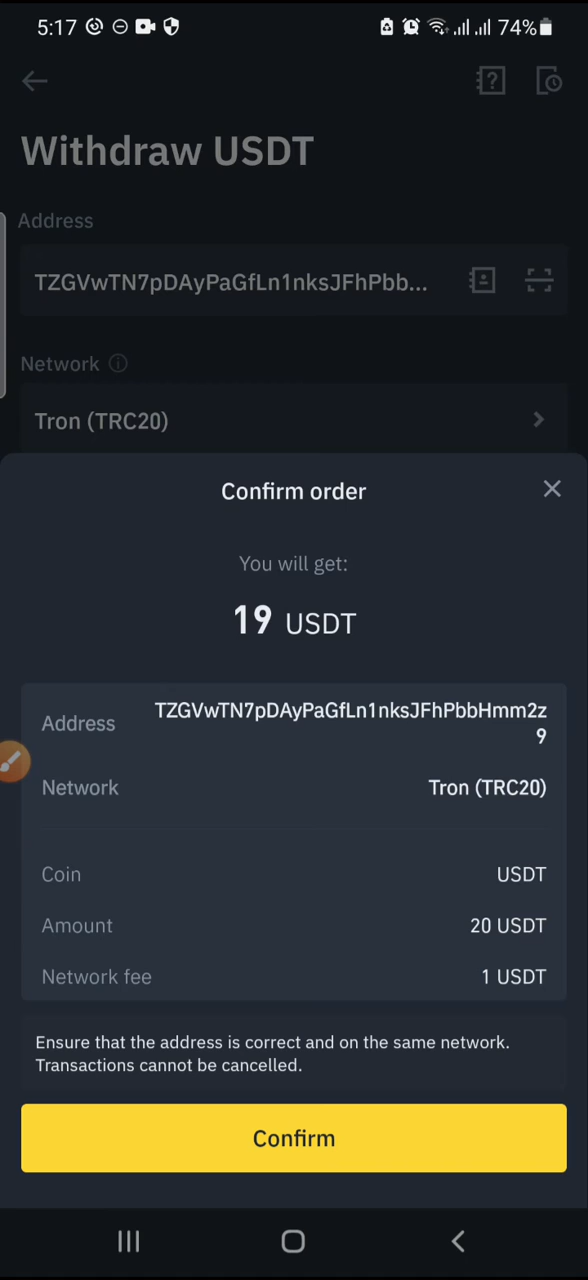 5:17 74%
Withdraw USDT
Address
TZGVwTN7pDAyPaGfLn1nksJFhPbb...
Network
Tron (TRC20)
Confirm order
You will get:
19 USDT
Address TZGVwTN7pDAyPaGfLn1nksJFhPbbHmm2z
9
Network Tron (TRC20)
Coin USDT
Amount 20 USDT
Network fee 1 USDT
Ensure that the address is correct and on the same network.
Transactions cannot be cancelled.
Confirm